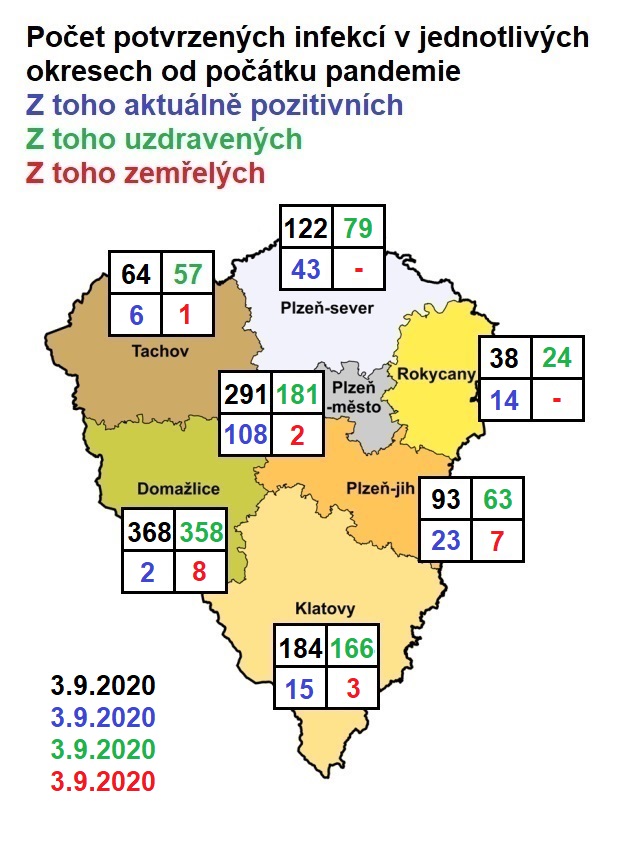 Počet potvrzených infekcí v jednotlivých
okresech od počátku pandemie
Z toho aktuálně pozitivních
Z toho uzdravených
Z toho zemřelých
122 79
43 -
Plzeň-sever
64 57
6 1
Tachov
38 24
14 -
Rokycany
291 181
108 2
Plzeň
-město
Domažlice
368 358
2 8
Plzeň-jih
93 63
23 7
Klatovy
184 166
15 3
3.9.2020
3.9.2020
3.9.2020
3.9.2020